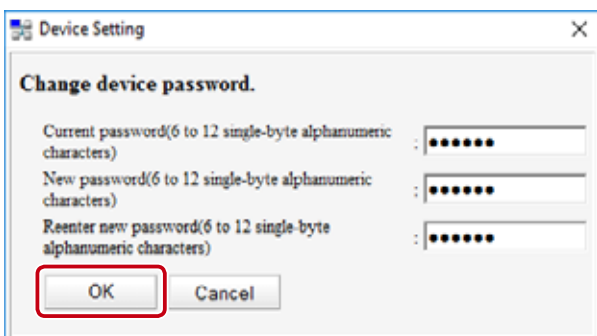 Device Setting
Change device password.
Current password(6 to 12 single-byte alphanumeric
characters)
: ●●●●●●
New password(6 to 12 single-byte alphanumeric
characters)
: ●●●●●●
Reenter new password(6 to 12 single-byte
alphanumeric characters)
: ●●●●●●
OK Cancel